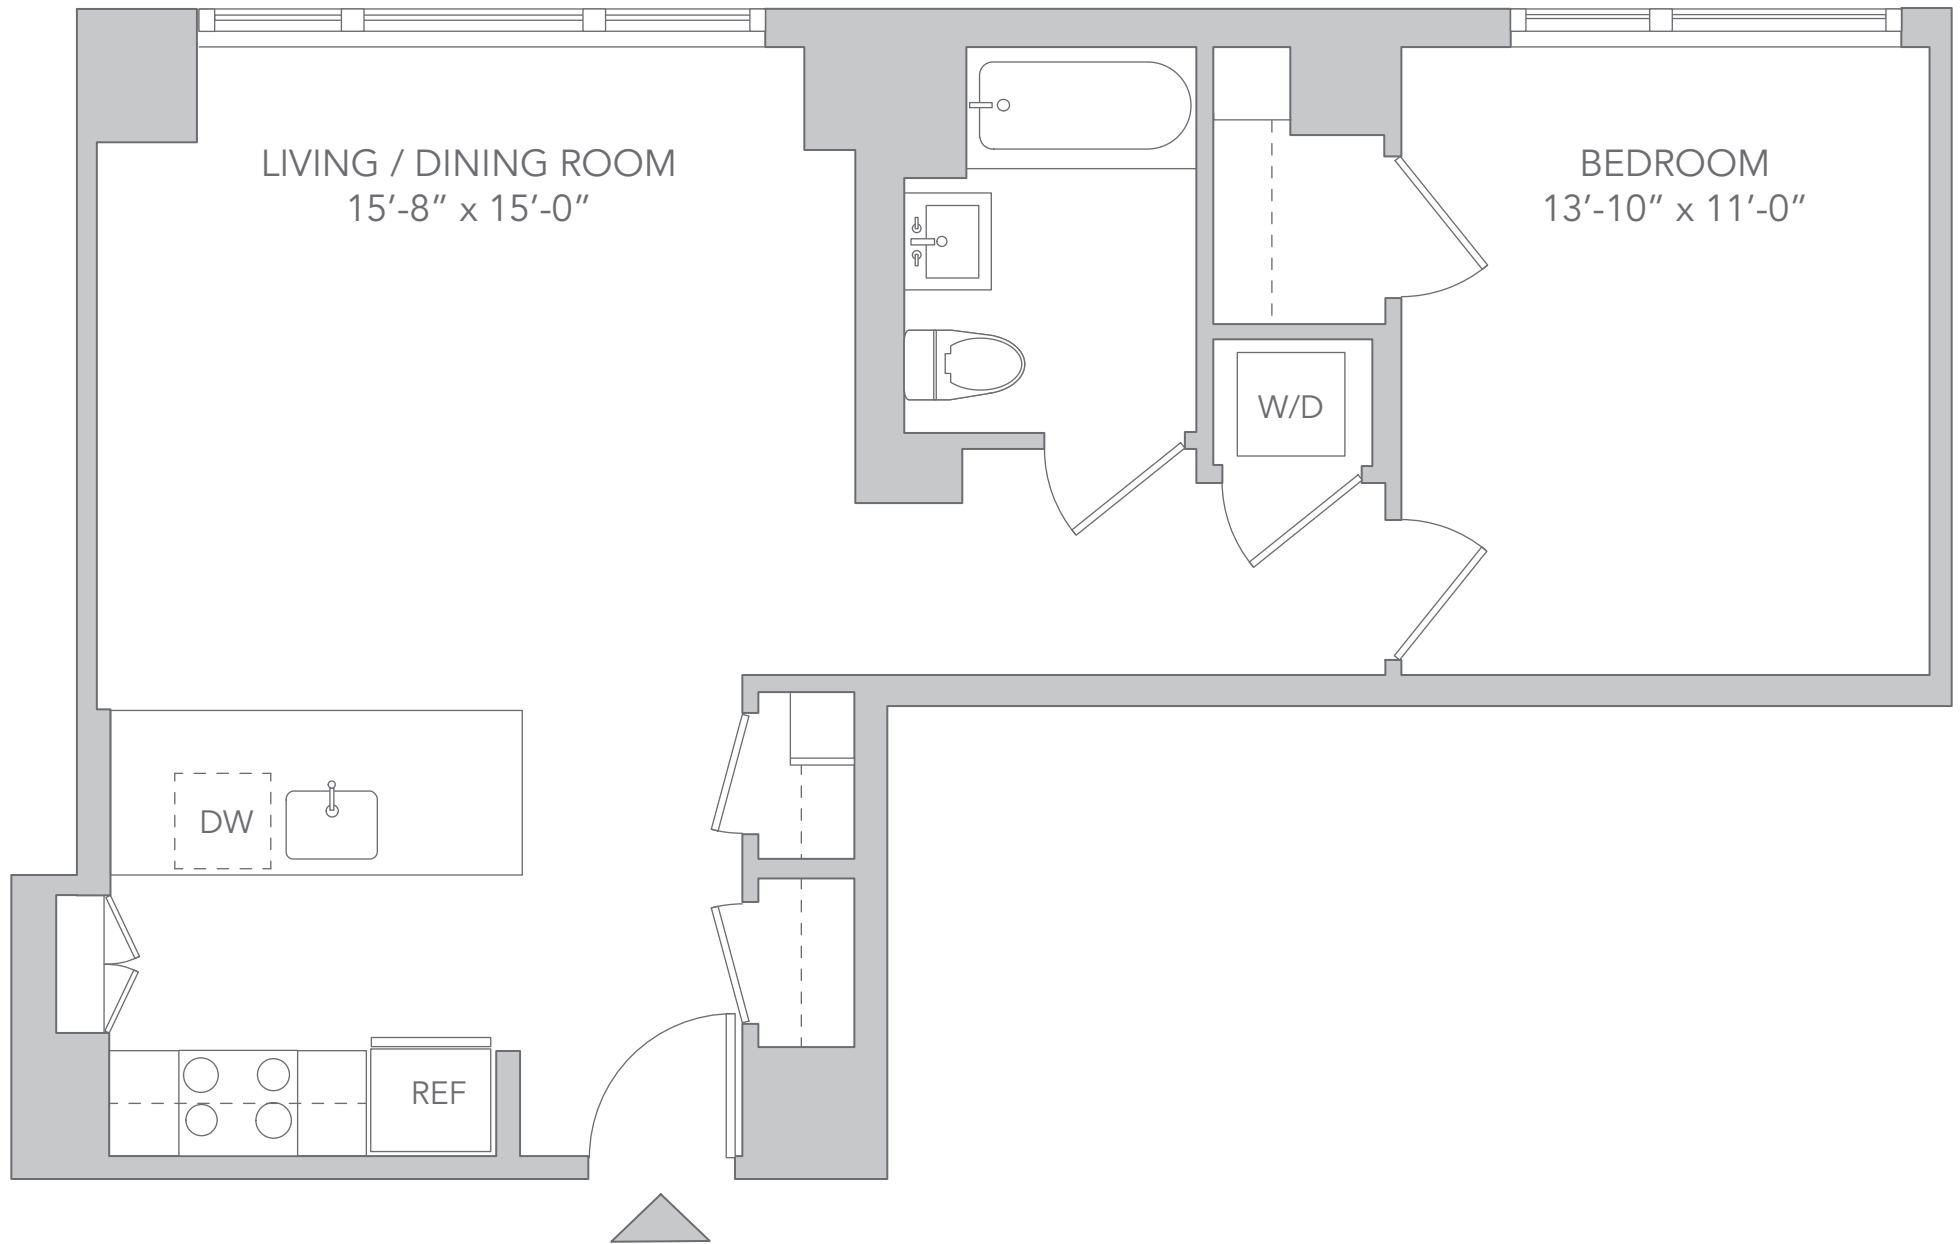 LIVING / DINING ROOM
15’-8” x 15’-0”
BEDROOM
13’-10” x 11’-0”
W/D
DW
REF